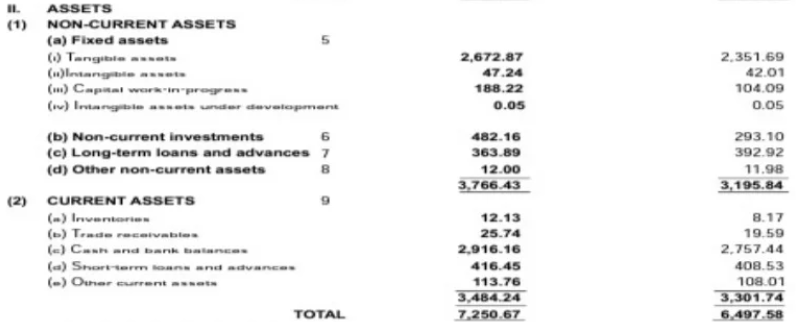 II. ASSETS
(1) NON-CURRENT ASSETS
(a) Fixed assets 5
(i) Tangible assets 2,672.87 2,351.69
(ii)Intangible assets 47.24 42.01
(iii) Capital work-in-progress 188.22 104.09
(iv) Intangible assets under development 0.05 0.05
(b) Non-current investments 6 482.16 293.10
(c) Long-term loans and advances 7 363.89 392.92
(d) Other non-current assets 8 12.00 11.98
3,766.43 3,195.84
(2) CURRENT ASSETS 9
(a) Inventories 12.13 8.17
(b) Trade receivables 25.74 19.59
(c) Cash and bank balances 2,916.16 2,757.44
(d) Short-term loans and advances 416.45 408.53
(e) Other current assets 113.76 108.01
3,484.24 3,301.74
TOTAL 7,250.67 6,497.58